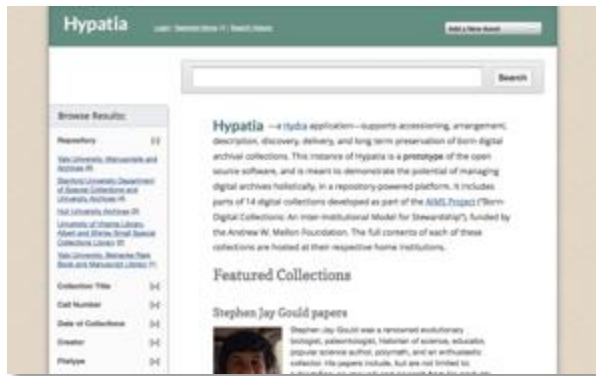 Hypatia
Login | Selected Items | Search History
Add a New Asset
Search
Browse Results:
Repository [-]
Yale University, Manuscripts and
Archives
Stanford University Department
of Special Collections and
University Archives
Hull University Archives
University of Virginia Library,
Albert and Shirley Small Special
Collections Library
Yale University, Beinecke Rare
Book and Manuscript Library
Collection Title [+]
Call Number [+]
Date of Collections [+]
Creator [+]
Filetype [+]
Hypatia —a Hydra application—supports accessioning, arrangement,
description, discovery, delivery, and long term preservation of born digital
archival collections. This instance of Hypatia is a prototype of the open
source software, and is meant to demonstrate the potential of managing
digital archives holistically, in a repository-powered platform. It includes
parts of 14 digital collections developed as part of the AIMS Project ("Born-
Digital Collections: An Inter-Institutional Model for Stewardship"), funded by
the Andrew W. Mellon Foundation. The full contents of each of these
collections are hosted at their respective home institutions.
Featured Collections
Stephen Jay Gould papers
Stephen Jay Gould was a renowned evolutionary
biologist, paleontologist, historian of science, educator,
popular science author, polymath, and an enthusiastic
collector. His papers include, but are not limited to